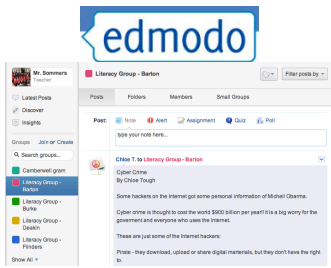 edmodo
Mr. Sommers
Teacher
Latest Posts
Discover
Insights
Groups Join or Create
Search groups...
Camberwell gram
Literacy Group -
Barton
Literacy Group -
Burke
Literacy Group -
Deakin
Literacy Group -
Flinders
Show All
Literacy Group - Barton
Filter posts by
Posts Folders Members Small Groups
Post: Note Alert Assignment Quiz Poll
type your note here...
Chloe T. to Literacy Group - Barton
Cyber Crime
By Chloe Tough
Some hackers on the Internet got some personal information of Michell Obama.
Cyber crime is thought to cost the world $900 billion per year!! It is a big worry for the
goverment and everyone who uses the Internet.
These are just some of the Internet hackers:
Pirate - they download, upload or share digital marterials, but they don't have the right
to.